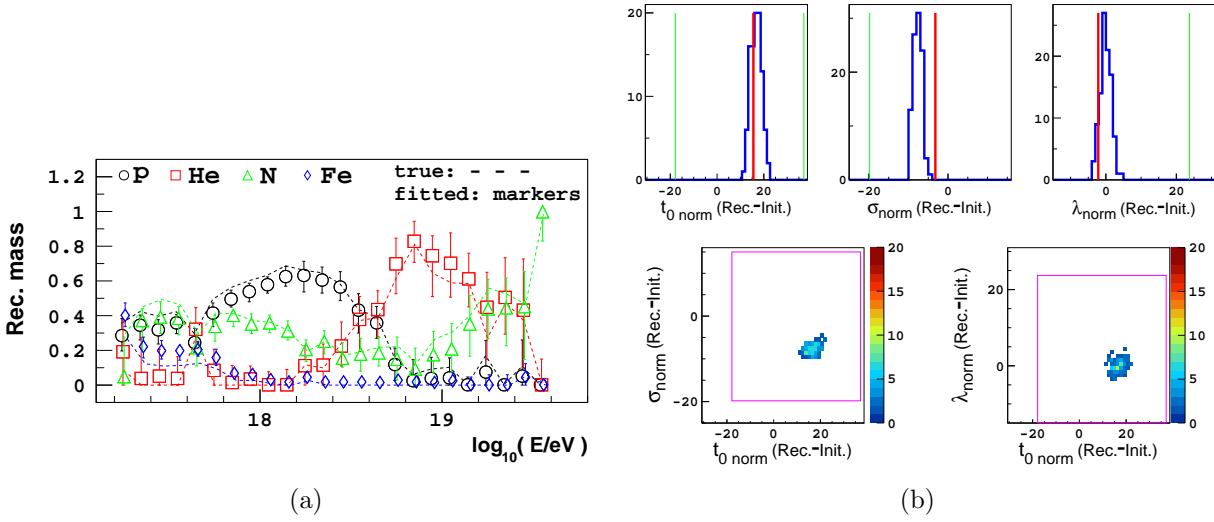 P He N Fe
true: - - -
fitted: markers
Rec. mass
1.2
1
0.8
0.6
0.4
0.2
0
18 19
log10( E/eV)
(a)
20
10
0
−20 0 20
t0 norm (Rec.-Init.)
20
0
−20 0
σnorm (Rec.-Init.)
20
10
0
0 20
λnorm (Rec.-Init.)
σnorm (Rec.-Init.)
0
−20
−20 0 20
t0 norm (Rec.-Init.)
20
15
10
5
0
λnorm (Rec.-Init.)
20
0
−20 0 20
t0 norm (Rec.-Init.)
20
15
10
5
0
(b)